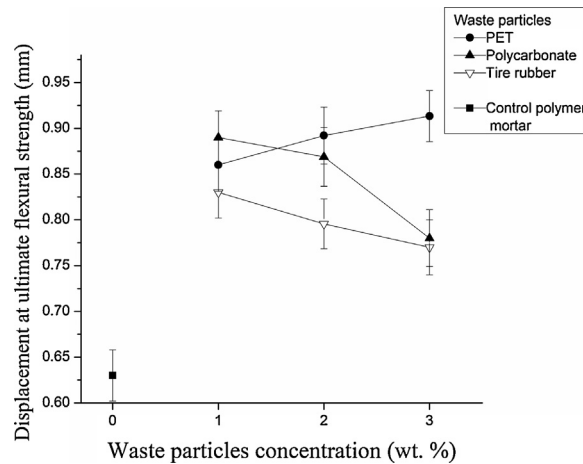 Waste particles
PET
Polycarbonate
Tire rubber
Control polymer
mortar
Displacement at ultimate flexural strength (mm)
0.95
0.90
0.85
0.80
0.75
0.70
0.65
0.60
0
1
2
3
Waste particles concentration (wt. %)